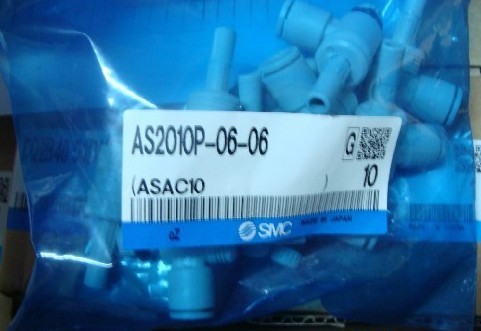 AS2010P-06-06
G
(ASAC10 )
10
SMC
MADE IN JAPAN